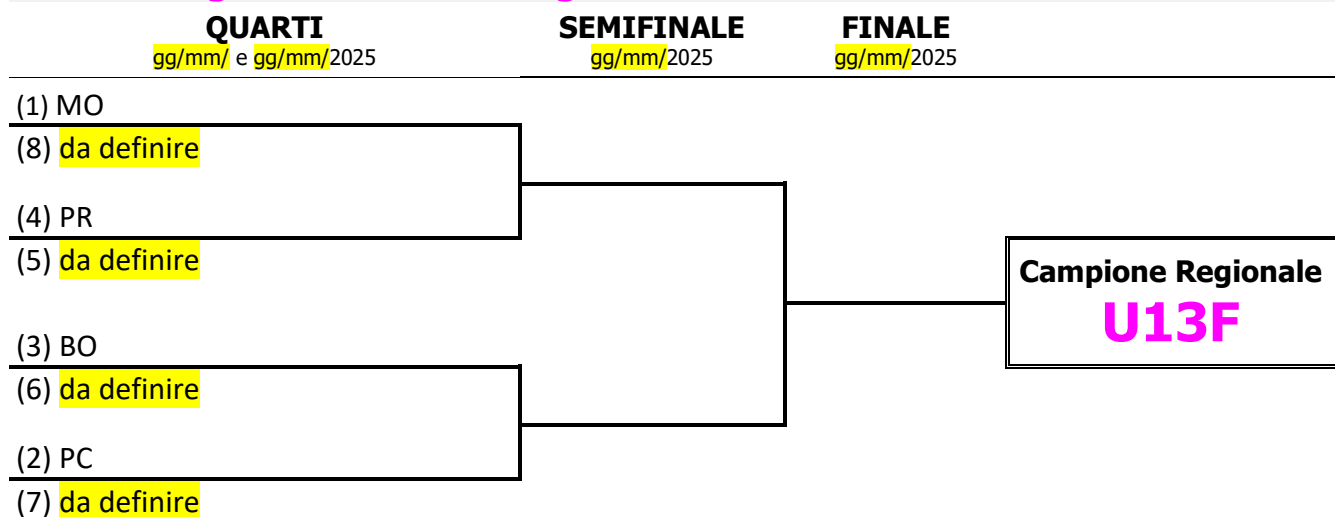 QUARTI SEMIFINALE FINALE
gg/mm/ e gg/mm/2025 gg/mm/2025 gg/mm/2025
(1) MO
(8) da definire
(4) PR
(5) da definire
Campione Regionale
U13F
(3) BO
(6) da definire
(2) PC
(7) da definire